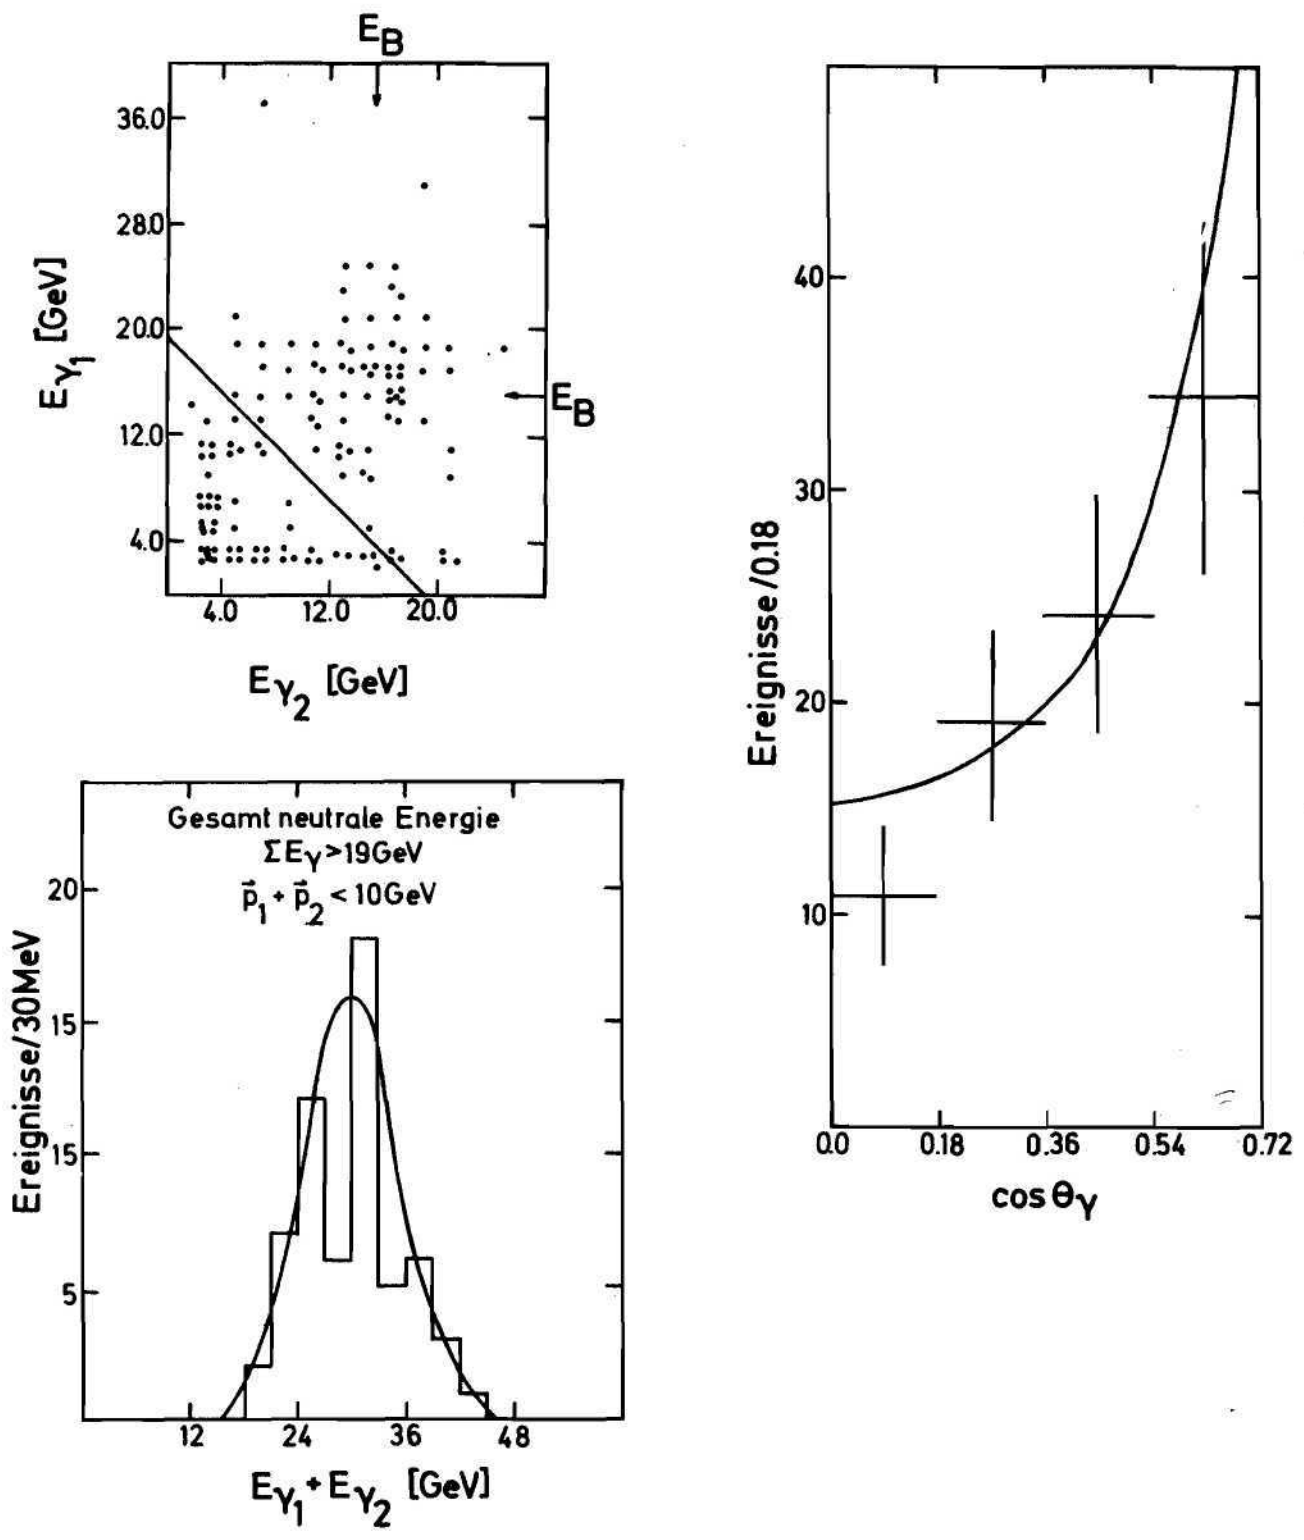 E_B
36.0
28.0
20.0
12.0
4.0
E_γ1 [GeV]
E_B
4.0 12.0 20.0
E_γ2 [GeV]
Gesamt neutrale Energie
ΣE_γ>19GeV
p⃗_1 + p⃗_2 < 10GeV
20
15
15
5
Ereignisse/30MeV
12 24 36 48
E_γ1 + E_γ2 [GeV]
40
30
20
10
Ereignisse/0.18
0.0 0.18 0.36 0.54 0.72
cos θ_γ